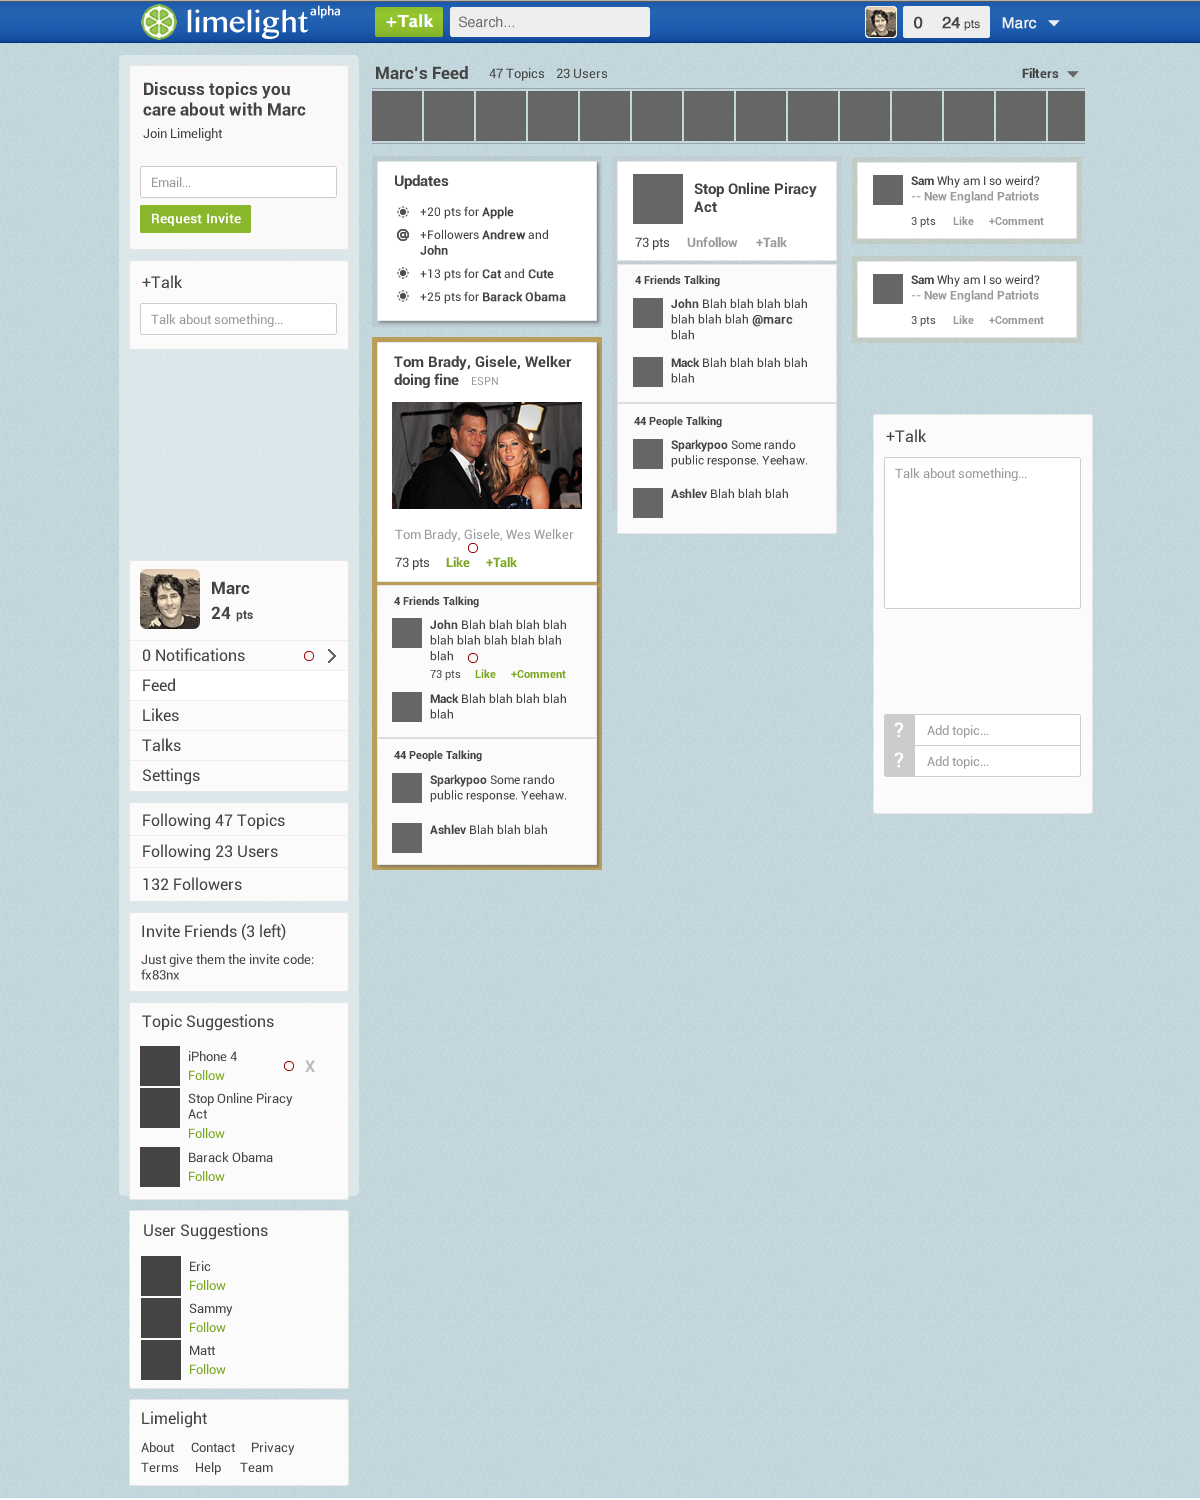 limelight alpha
+Talk
Search...
0 24 pts
Marc
Discuss topics you
care about with Marc
Join Limelight
Email...
Request Invite
+Talk
Talk about something...
Marc
24 pts
0 Notifications
Feed
Likes
Talks
Settings
Following 47 Topics
Following 23 Users
132 Followers
Invite Friends (3 left)
Just give them the invite code:
fx83nx
Topic Suggestions
iPhone 4
X
Follow
Stop Online Piracy
Act
Follow
Barack Obama
Follow
User Suggestions
Eric
Follow
Sammy
Follow
Matt
Follow
Limelight
About Contact Privacy
Terms Help Team
Marc's Feed 47 Topics 23 Users
Filters
Updates
+20 pts for Apple
@ +Followers Andrew and
John
+13 pts for Cat and Cute
+25 pts for Barack Obama
Tom Brady, Gisele, Welker
doing fine ESPN
Tom Brady, Gisele, Wes Welker
73 pts Like +Talk
4 Friends Talking
John Blah blah blah blah
blah blah blah blah blah
blah
73 pts Like +Comment
Mack Blah blah blah blah
blah
44 People Talking
Sparkypoo Some rando
public response. Yeehaw.
Ashlev Blah blah blah
Stop Online Piracy
Act
73 pts Unfollow +Talk
4 Friends Talking
John Blah blah blah blah
blah blah blah @marc
blah
Mack Blah blah blah blah
blah
44 People Talking
Sparkypoo Some rando
public response. Yeehaw.
Ashlev Blah blah blah
Sam Why am I so weird?
-- New England Patriots
3 pts Like +Comment
Sam Why am I so weird?
-- New England Patriots
3 pts Like +Comment
+Talk
Talk about something...
? Add topic...
? Add topic...